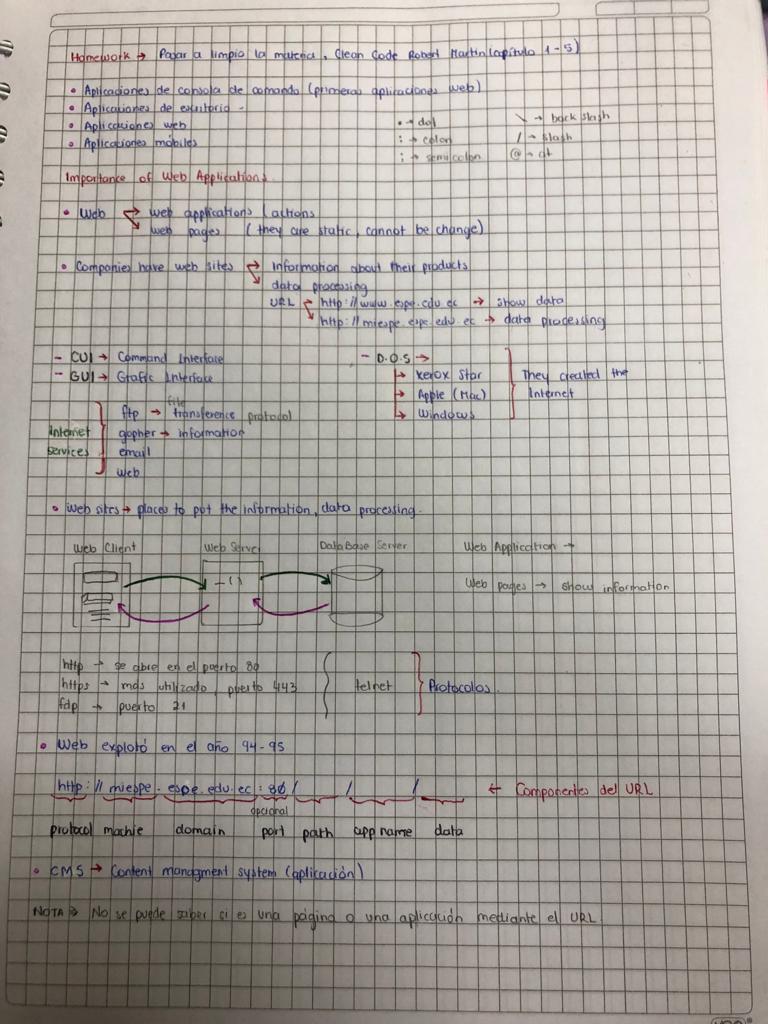 Homework → Pasar a limpio la materia, Clean Code Robert Martin (capítulo 1-5)
• Aplicaciones de consola de comando (primeras aplicaciones web)
• Aplicaciones de escritorio -
• Aplicaciones web
• Aplicaciones móbiles
• → dot
: → colon
; → semicolon
\ → back slash
/ → slash
@ → at
Importance of Web Applications
• Web → web applications (actions
→ web pages (they are static, cannot be change)
• Companies have web sites → Information about their products
→ data processing
URL → http://www.espe.edu.ec → show data
→ http://miespe.espe.edu.ec → data processing
- CUI → Command Interface
- GUI → Grafic Interface
- D.O.S →
→ Xerox Star
→ Apple (Mac)
→ Windows
They created the
Internet
Internet
services
file
ftp → transference protocol
gopher → information
email
web
• Web sites → places to put the information, data processing.
Web Client Web Server DataBase Server
Web Application →
Web pages → show information
http → se abre en el puerto 80
https → más utilizado, puerto 443
fdp → puerto 21
telnet
Protocolos.
• Web explotó en el año 94-95
http://miespe.espe.edu.ec:80/ / / ← Componentes del URL
opcional
protocol machie domain port path app name data
• CMS → Content managment system (aplicación)
NOTA → No se puede saber si es una página o una aplicación mediante el URL